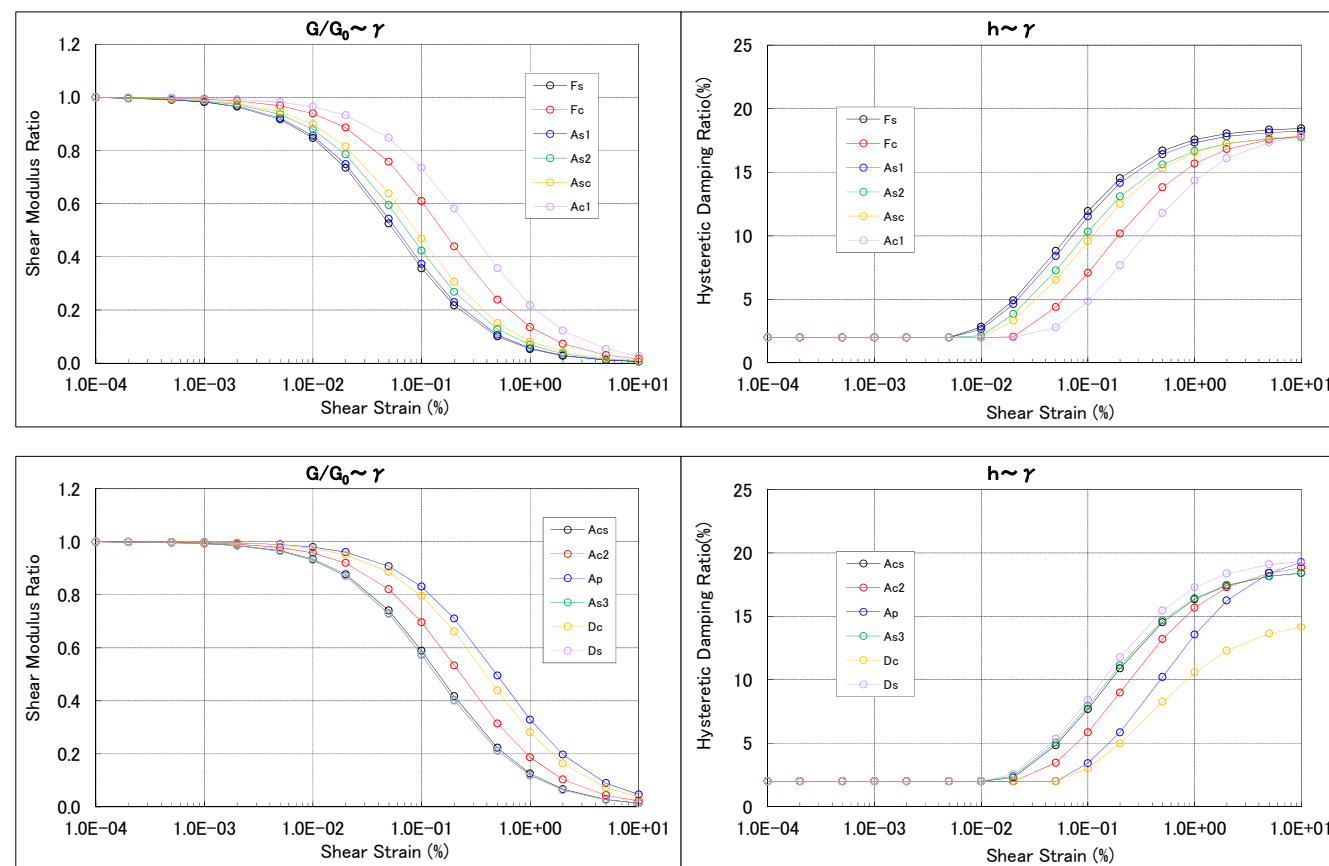 G/G₀～γ
1.2
1.0
0.8
0.6
0.4
0.2
0.0
Shear Modulus Ratio
Fs
Fc
As1
As2
Asc
Ac1
1.0E−04 1.0E−03 1.0E−02 1.0E−01 1.0E+00 1.0E+01
Shear Strain (%)
h～γ
25
20
15
10
5
0
Hysteretic Damping Ratio(%)
Fs
Fc
As1
As2
Asc
Ac1
1.0E−04 1.0E−03 1.0E−02 1.0E−01 1.0E+00 1.0E+01
Shear Strain (%)
G/G₀～γ
1.2
1.0
0.8
0.6
0.4
0.2
0.0
Shear Modulus Ratio
Acs
Ac2
Ap
As3
Dc
Ds
1.0E−04 1.0E−03 1.0E−02 1.0E−01 1.0E+00 1.0E+01
Shear Strain (%)
h～γ
25
20
15
10
5
0
Hysteretic Damping Ratio(%)
Acs
Ac2
Ap
As3
Dc
Ds
1.0E−04 1.0E−03 1.0E−02 1.0E−01 1.0E+00 1.0E+01
Shear Strain (%)